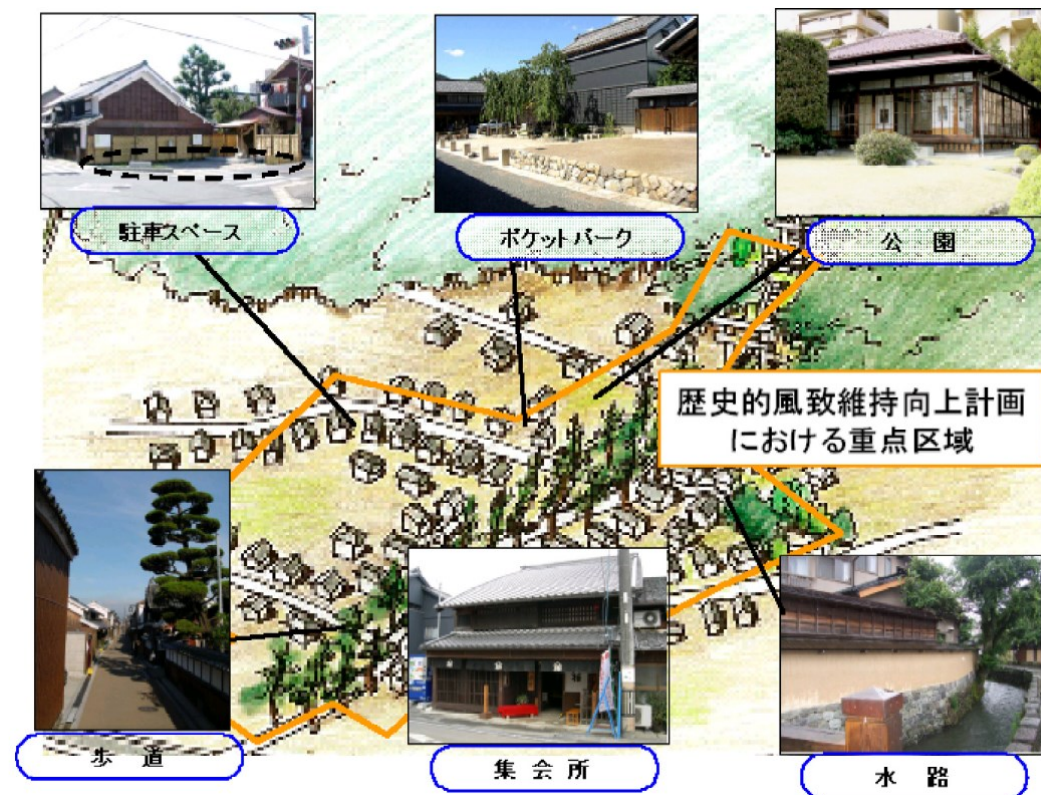 駐車スペース
ポケットパーク
公 園
歴史的風致維持向上計画
における重点区域
歩 道
集 会 所
水 路